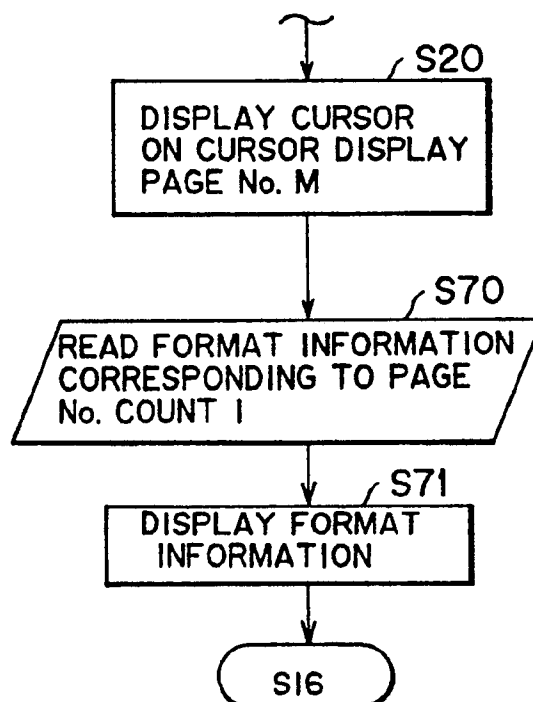 S20
DISPLAY CURSOR
ON CURSOR DISPLAY
PAGE No. M
S70
READ FORMAT INFORMATION
CORRESPONDING TO PAGE
No. COUNT I
S71
DISPLAY FORMAT
INFORMATION
S16